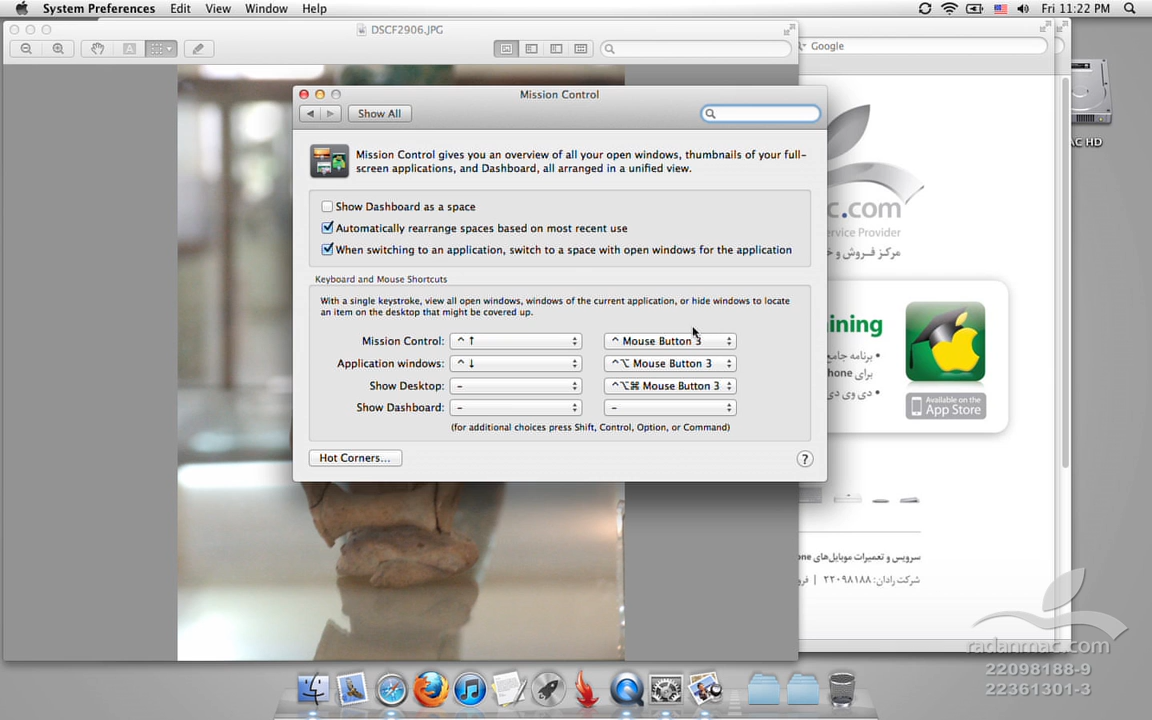 System Preferences Edit View Window Help
Fri 11:22 PM
DSCF2906.JPG
Google
Mission Control
Show All
Mission Control gives you an overview of all your open windows, thumbnails of your full-
screen applications, and Dashboard, all arranged in a unified view.
Show Dashboard as a space
Automatically rearrange spaces based on most recent use
When switching to an application, switch to a space with open windows for the application
Keyboard and Mouse Shortcuts
With a single keystroke, view all open windows, windows of the current application, or hide windows to locate
an item on the desktop that might be covered up.
Mission Control: ^ ↑ ^ Mouse Button 3
Application windows: ^ ↓ ^⌥ Mouse Button 3
Show Desktop: – ^⌥⌘ Mouse Button 3
Show Dashboard: – –
(for additional choices press Shift, Control, Option, or Command)
Hot Corners... ?
AC HD
c.com
ervice Provider
مرکز فروش و خ
ining
برنامه جامع •
برای hone
• دی وی دی
Available on the
App Store
سرویس و تعمیرات موبایل‌های one
شرکت رادان: ۲۲۰۹۸۱۸۸ | فرو
radanmac.com
22098188-9
22361301-3